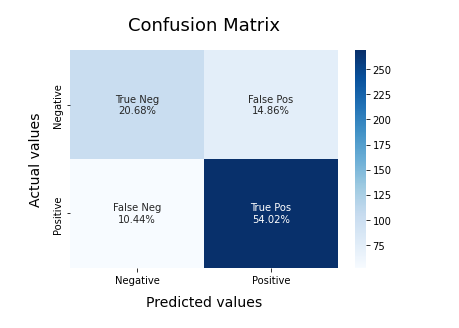 Confusion Matrix
Actual values
Negative
Positive
True Neg
20.68%
False Pos
14.86%
False Neg
10.44%
True Pos
54.02%
Negative
Positive
Predicted values
250
225
200
175
150
125
100
75